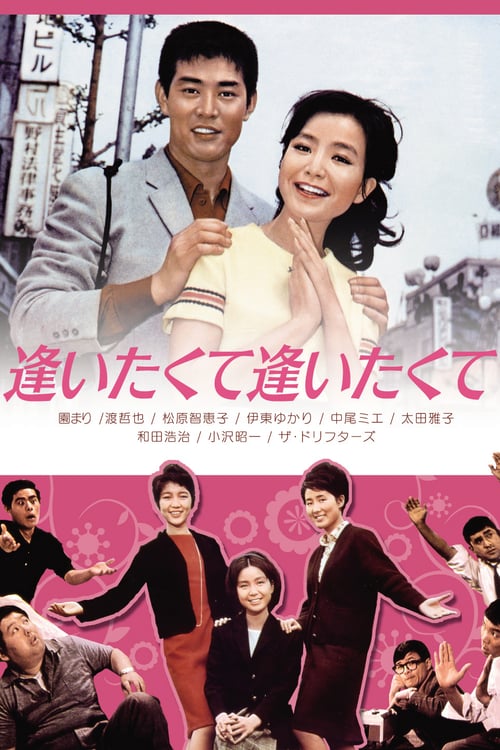 ビル
野村法律事務所
逢いたくて逢いたくて
園まり/渡哲也/松原智恵子/伊東ゆかり/中尾ミエ/太田雅子
和田浩治/小沢昭一/ザ・ドリフターズ